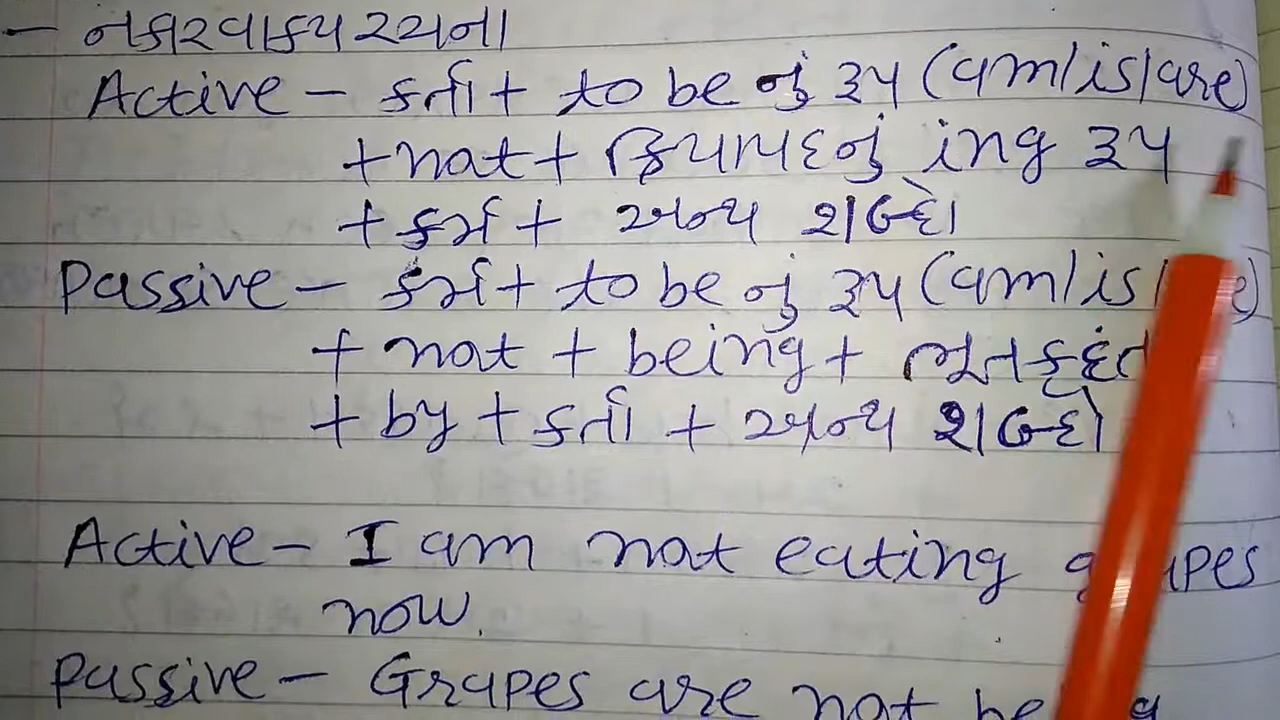 - નકારવાક્ય રચના
Active - કર્તા + to be નું રૂપ (am/is/are)
+ not + ક્રિયાપદનું ing રૂપ
+ કર્મ + અન્ય શબ્દો
Passive - કર્મ + to be નું રૂપ (am/is
+ not + being + ભૂતકૃદંત
+ by + કર્તા + અન્ય શબ્દો
Active - I am not eating
now.
Passive - Grapes are not